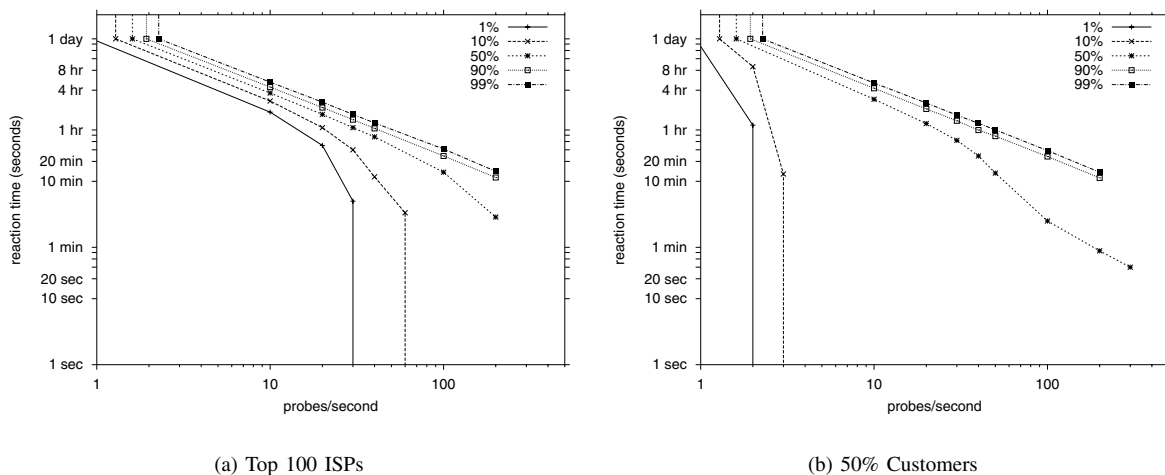 1 day
8 hr
4 hr
1 hr
20 min
10 min
1 min
20 sec
10 sec
1 sec
reaction time (seconds)
1
10
100
probes/second
1%
10%
50%
90%
99%
(a) Top 100 ISPs
1 day
8 hr
4 hr
1 hr
20 min
10 min
1 min
20 sec
10 sec
1 sec
reaction time (seconds)
1
10
100
probes/second
1%
10%
50%
90%
99%
(b) 50% Customers